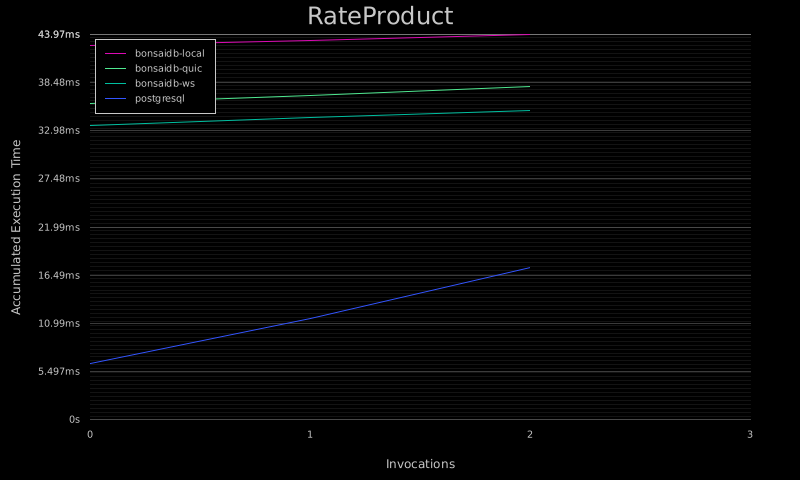 RateProduct
43.97ms
bonsaidb-local
bonsaidb-quic
bonsaidb-ws
postgresql
38.48ms
32.98ms
27.48ms
21.99ms
16.49ms
10.99ms
5.497ms
0s
Accumulated Execution Time
0 1 2 3
Invocations